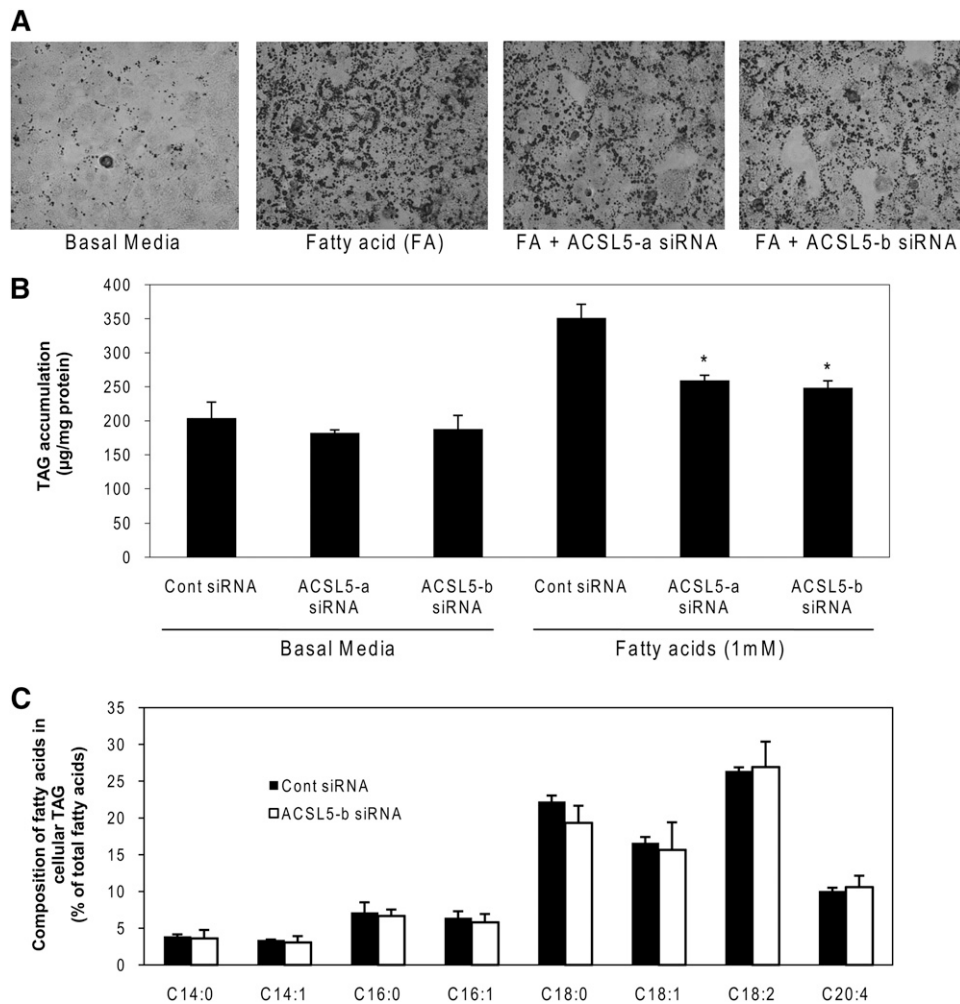 A
Basal Media
Fatty acid (FA)
FA + ACSL5-a siRNA
FA + ACSL5-b siRNA
B
TAG accumulation
(µg/mg protein)
400
350
300
250
200
150
100
50
0
*
*
Cont siRNA
ACSL5-a
siRNA
ACSL5-b
siRNA
Cont siRNA
ACSL5-a
siRNA
ACSL5-b
siRNA
Basal Media
Fatty acids (1mM)
C
Composition of fatty acids in
cellular TAG
(% of total fatty acids)
35
30
25
20
15
10
5
0
Cont siRNA
ACSL5-b siRNA
C14:0
C14:1
C16:0
C16:1
C18:0
C18:1
C18:2
C20:4